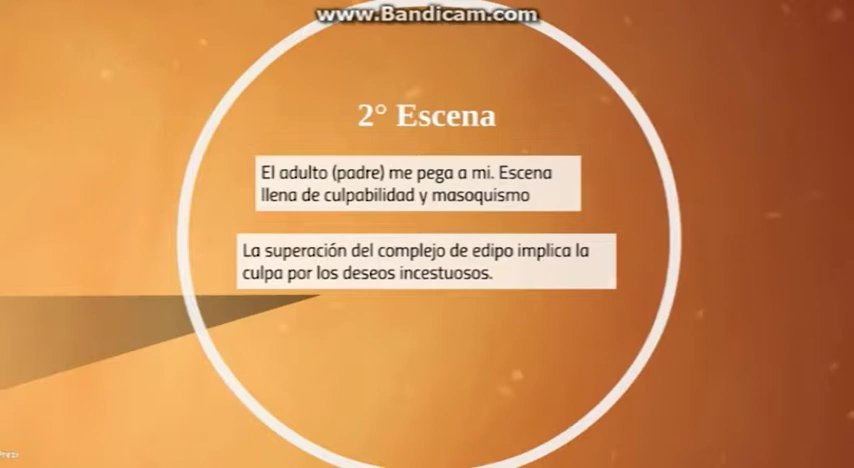 www.Bandicam.com
2° Escena
El adulto (padre) me pega a mi. Escena
llena de culpabilidad y masoquismo
La superación del complejo de edipo implica la
culpa por los deseos incestuosos.